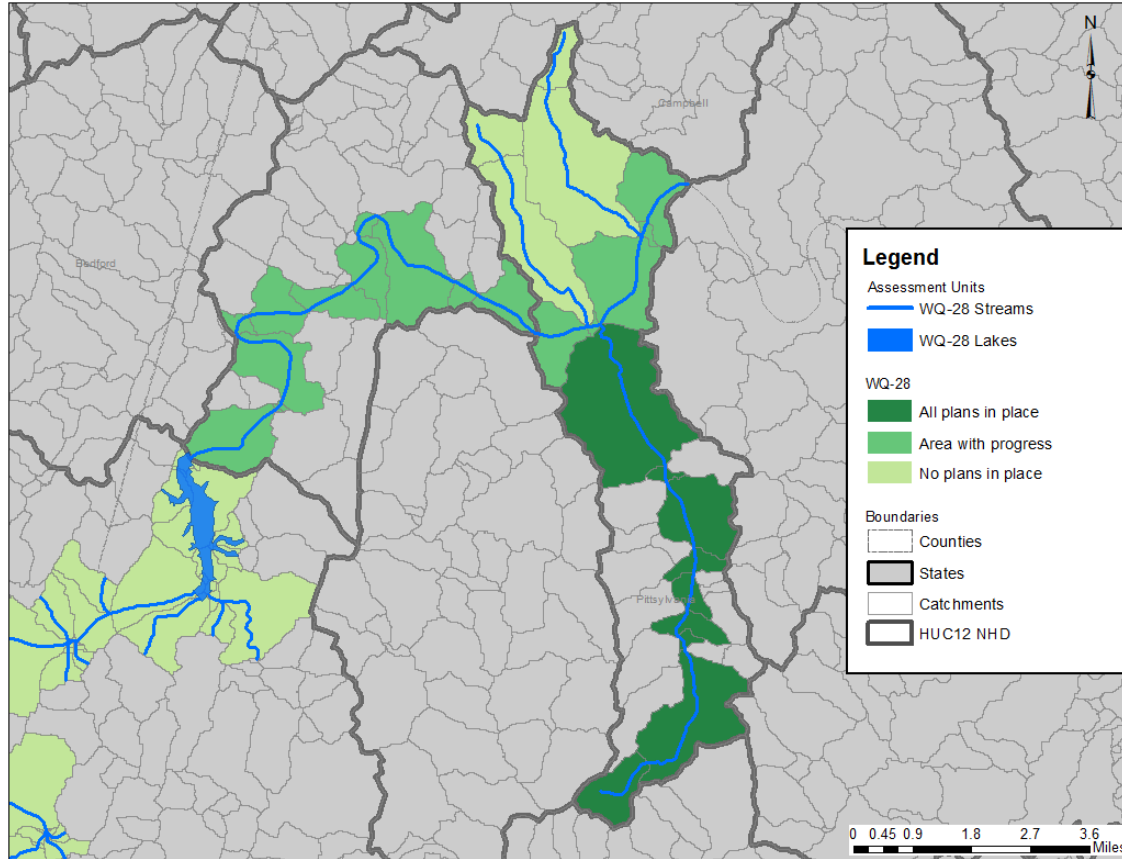 N
Campbell
Bedford
Pittsylvania
Legend
Assessment Units
WQ-28 Streams
WQ-28 Lakes
WQ-28
All plans in place
Area with progress
No plans in place
Boundaries
Counties
States
Catchments
HUC12 NHD
0 0.45 0.9 1.8 2.7 3.6
Miles